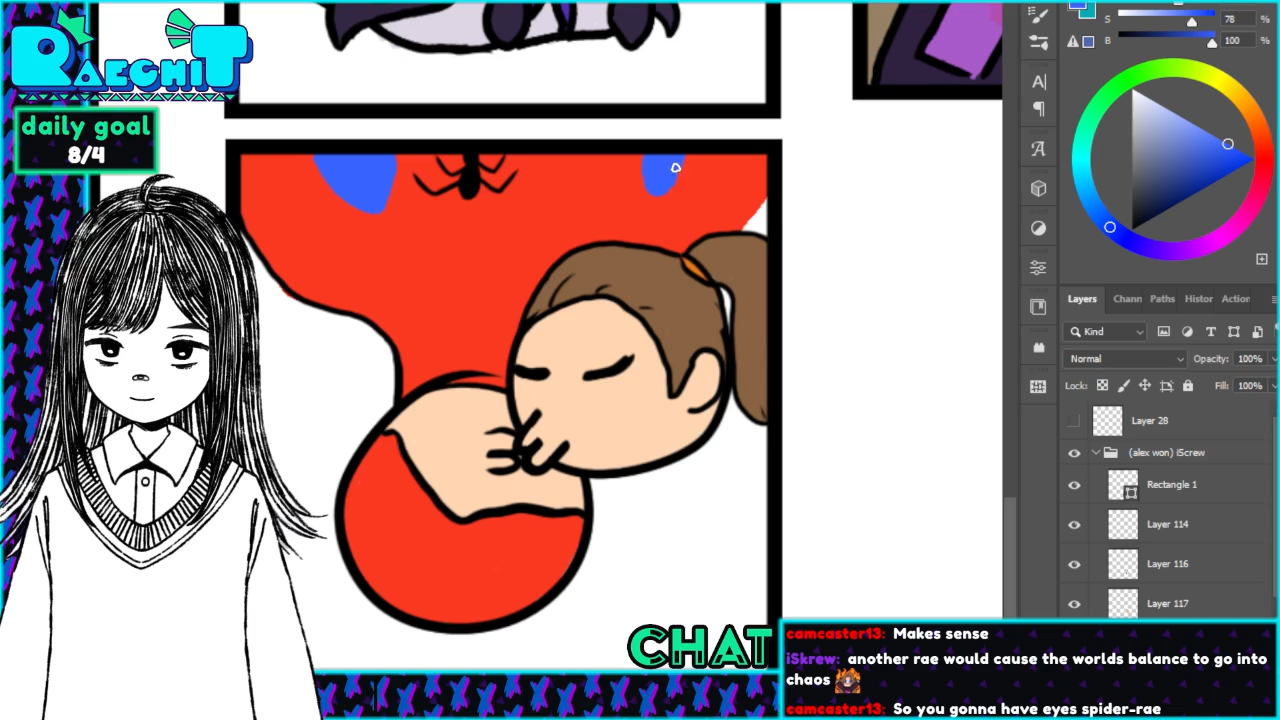 RAECHIT
daily goal
8/4
S 78 %
B 100 %
Layers Chann Paths Histor Action
Kind
Normal Opacity: 100%
Lock: Fill: 100%
Layer 28
(alex won) iScrew
Rectangle 1
Layer 114
Layer 116
Layer 117
CHAT
camcaster13: Makes sense
iSkrew: another rae would cause the worlds balance to go into
chaos
camcaster13: So you gonna have eyes spider-rae